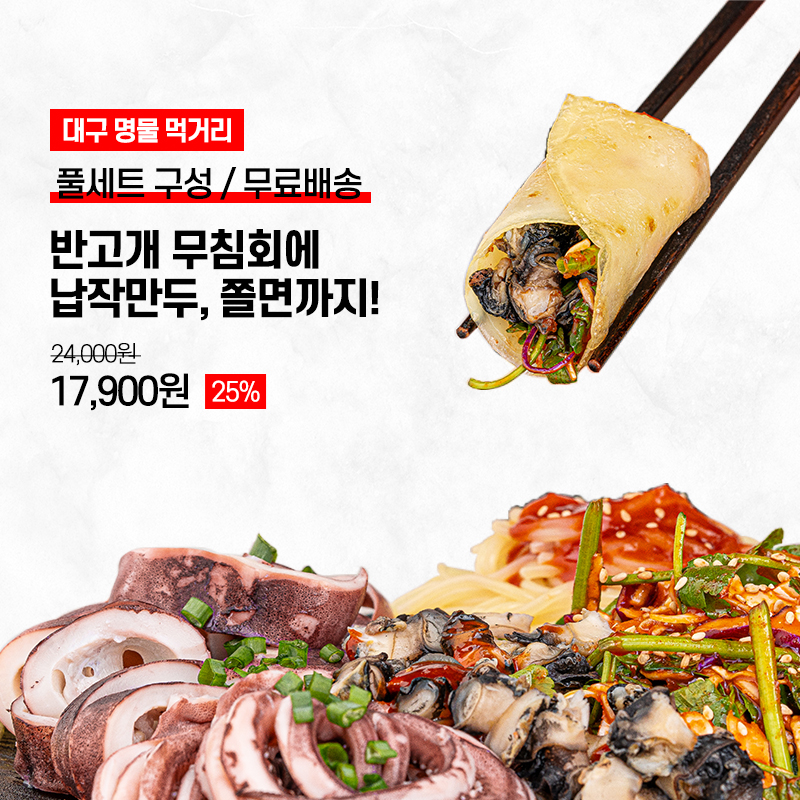 대구 명물 먹거리
풀세트 구성 / 무료배송
반고개 무침회에
납작만두, 쫄면까지!
24,000원
17,900원 25%